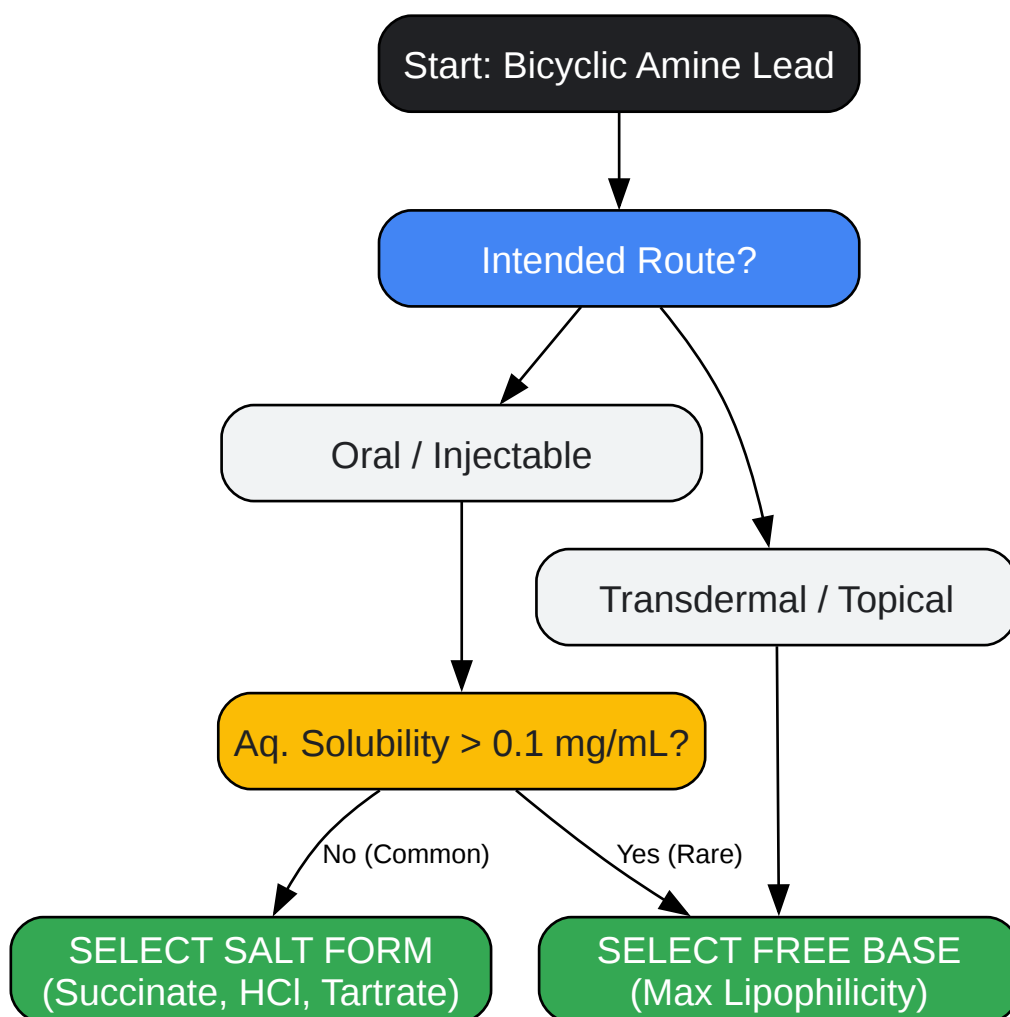 Start: Bicyclic Amine Lead
Intended Route?
Oral / Injectable
Transdermal / Topical
Aq. Solubility > 0.1 mg/mL?
No (Common)
Yes (Rare)
SELECT SALT FORM
(Succinate, HCl, Tartrate)
SELECT FREE BASE
(Max Lipophilicity)